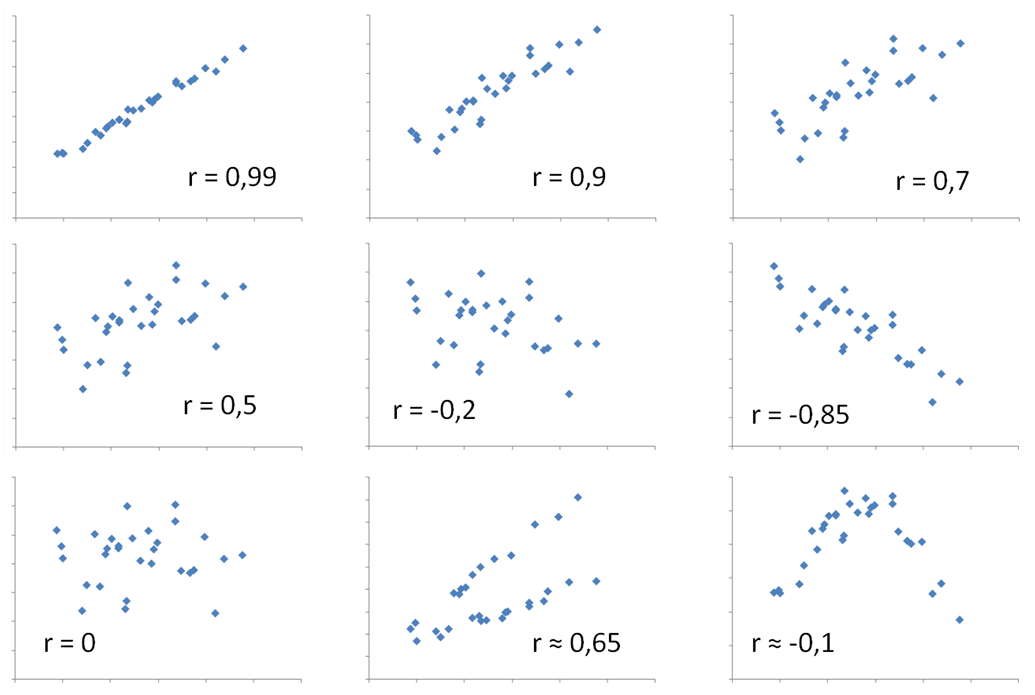 r = 0,99
r = 0,9
r = 0,7
r = 0,5
r = -0,2
r = -0,85
r = 0
r ≈ 0,65
r ≈ -0,1